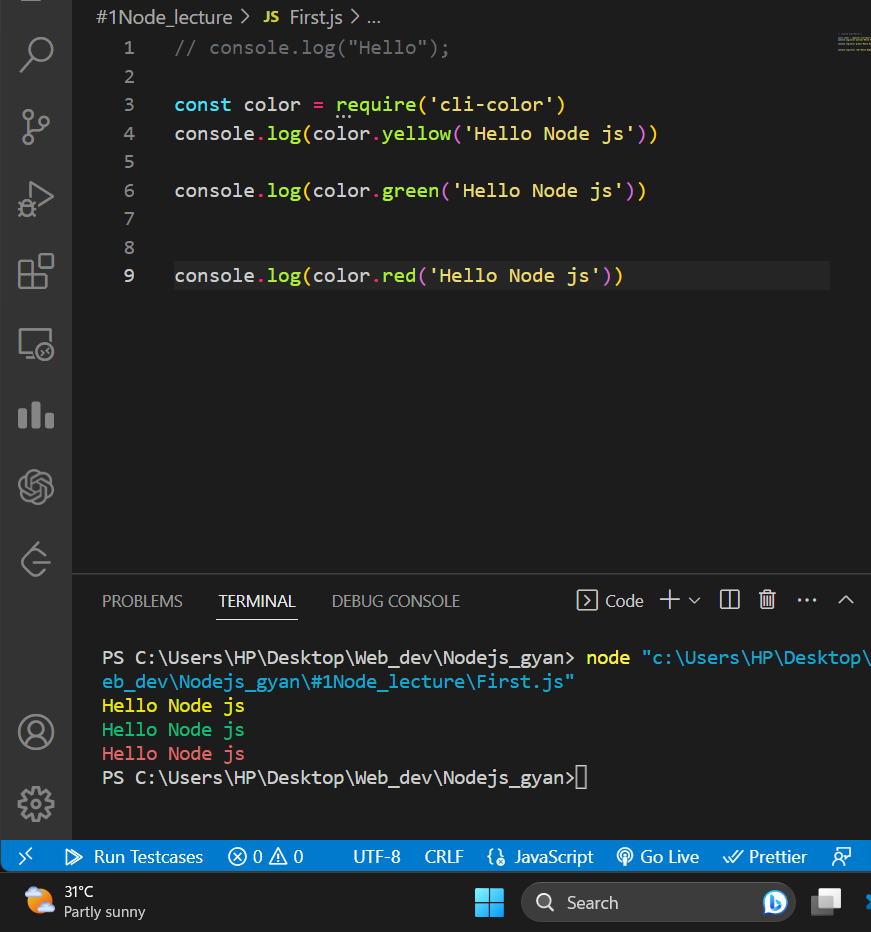 #1Node_lecture > JS First.js > ...
1 // console.log("Hello");
2
3 const color = require('cli-color')
4 console.log(color.yellow('Hello Node js'))
5
6 console.log(color.green('Hello Node js'))
7
8
9 console.log(color.red('Hello Node js'))
PROBLEMS TERMINAL DEBUG CONSOLE Code
PS C:\Users\HP\Desktop\Web_dev\Nodejs_gyan> node "c:\Users\HP\Desktop\
eb_dev\Nodejs_gyan\#1Node_lecture\First.js"
Hello Node js
Hello Node js
Hello Node js
PS C:\Users\HP\Desktop\Web_dev\Nodejs_gyan>
Run Testcases 0 0 UTF-8 CRLF JavaScript Go Live Prettier
31°C
Partly sunny
Search